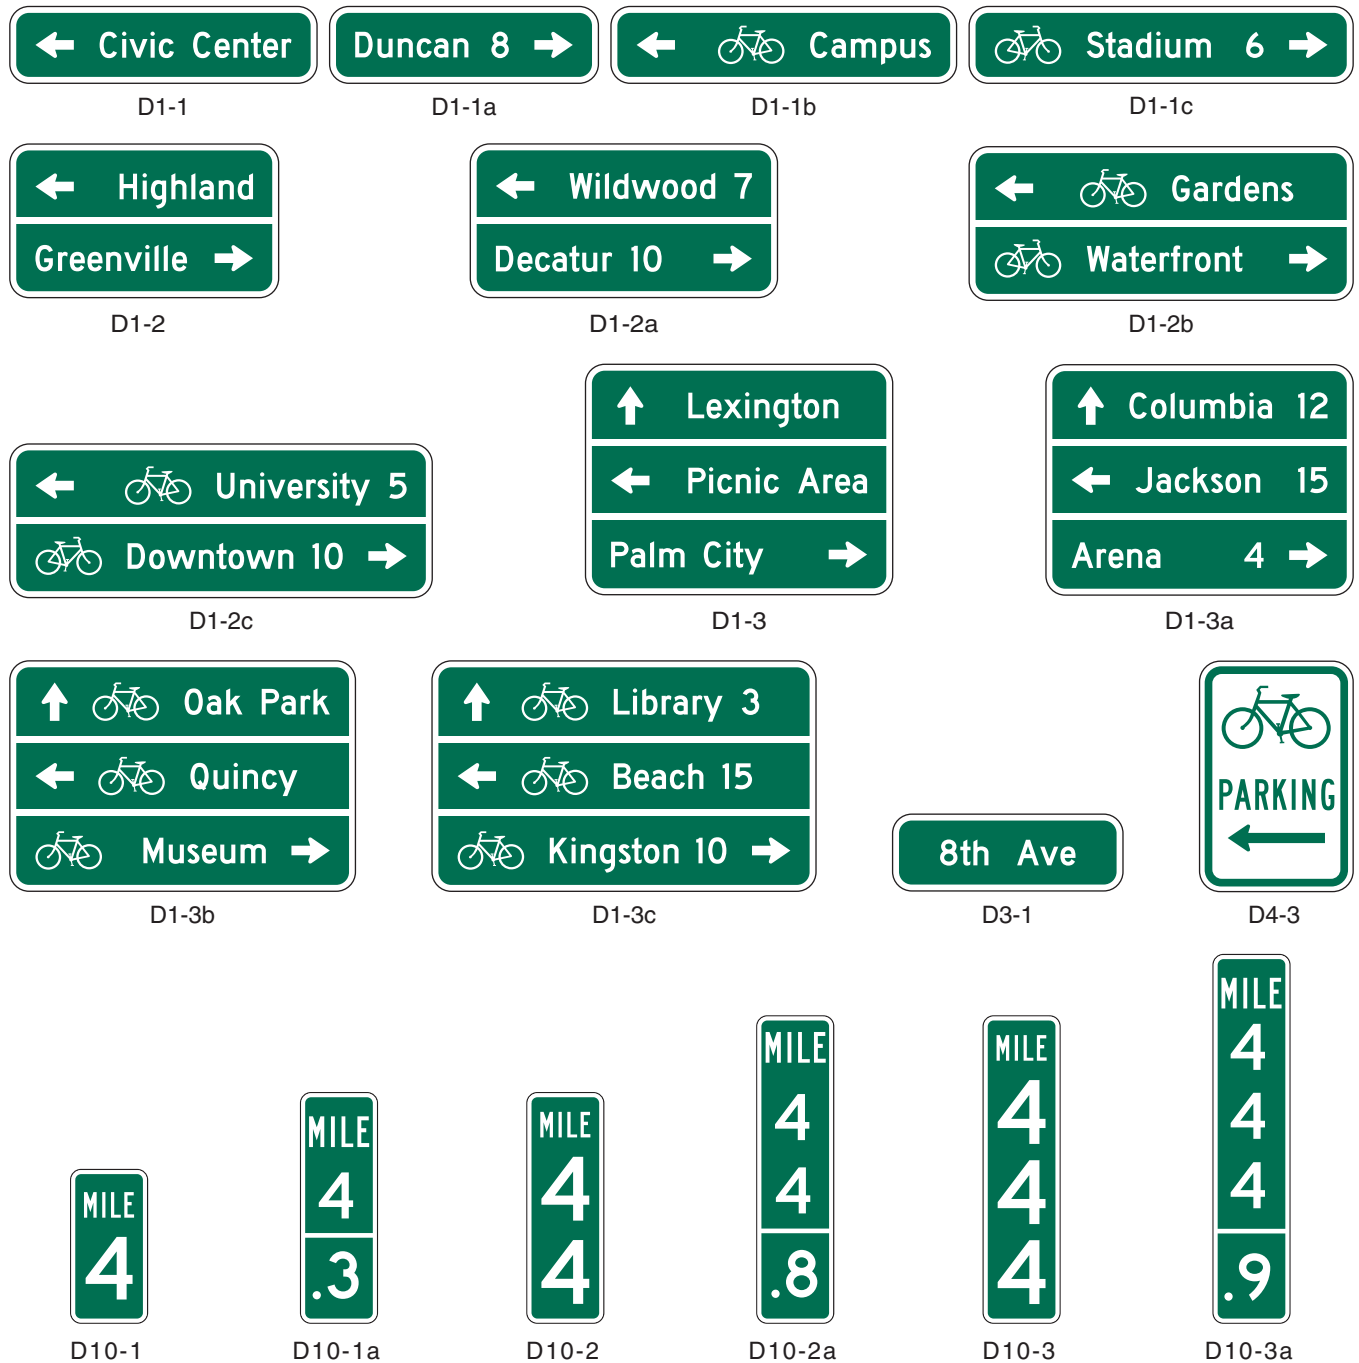 Civic Center
Duncan 8
Campus
Stadium 6
D1-1
D1-1a
D1-1b
D1-1c
Highland
Greenville
Wildwood 7
Decatur 10
Gardens
Waterfront
D1-2
D1-2a
D1-2b
University 5
Downtown 10
Lexington
Picnic Area
Palm City
Columbia 12
Jackson 15
Arena 4
D1-2c
D1-3
D1-3a
Oak Park
Quincy
Museum
Library 3
Beach 15
Kingston 10
8th Ave
PARKING
D1-3b
D1-3c
D3-1
D4-3
MILE
4
MILE
4
.3
MILE
4
4
MILE
4
4
.8
MILE
4
4
4
MILE
4
4
4
.9
D10-1
D10-1a
D10-2
D10-2a
D10-3
D10-3a